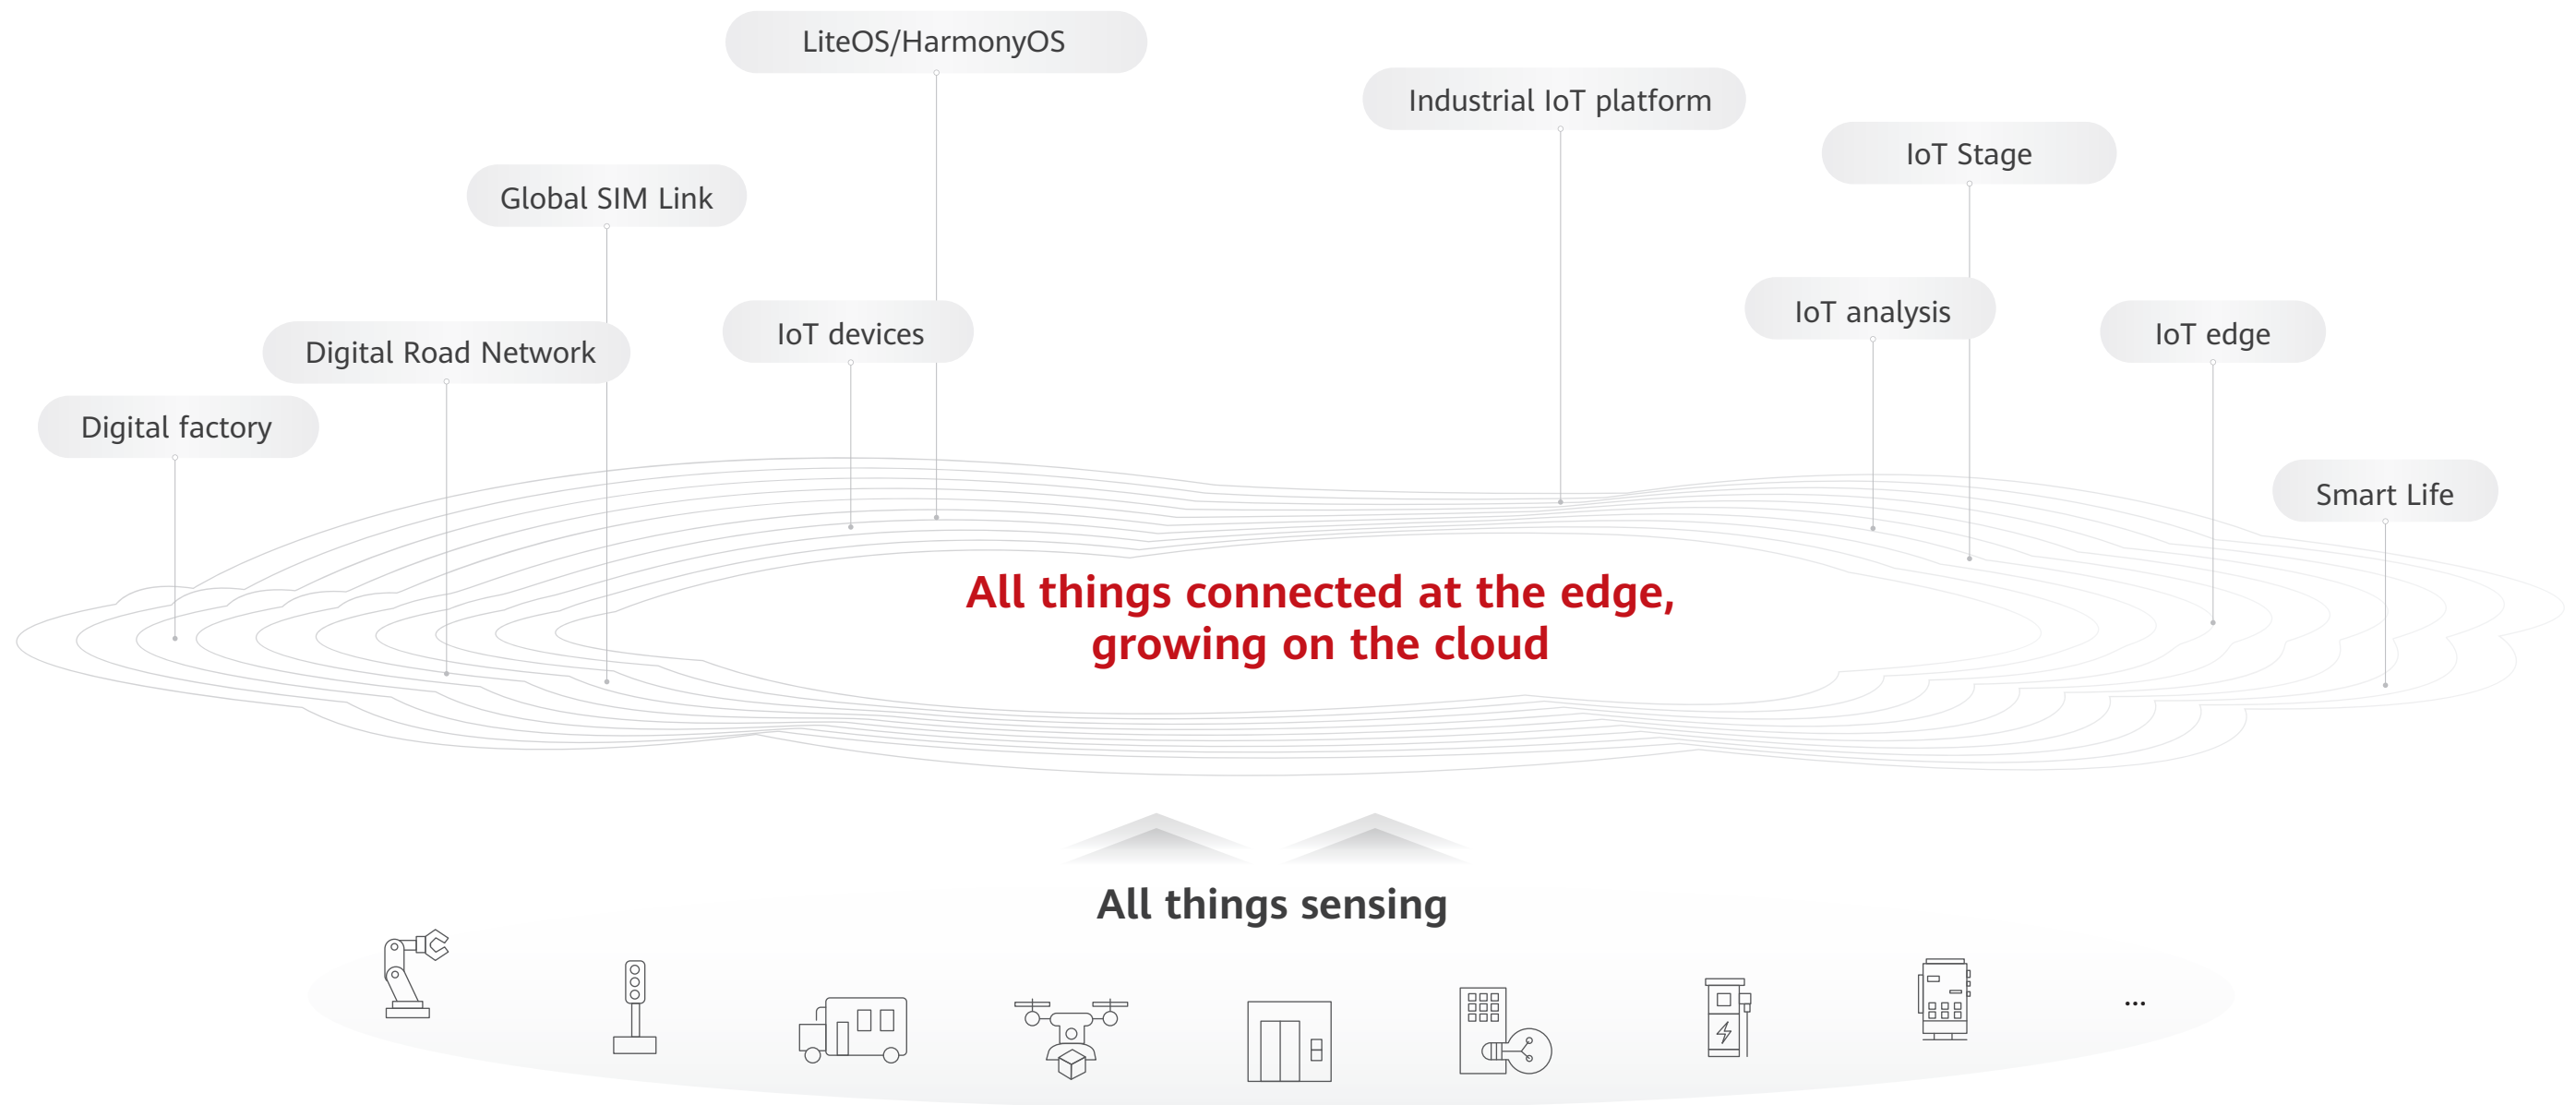 LiteOS/HarmonyOS
Industrial IoT platform
IoT Stage
Global SIM Link
IoT analysis
IoT devices
IoT edge
Digital Road Network
Digital factory
Smart Life
All things connected at the edge,
growing on the cloud
All things sensing
...